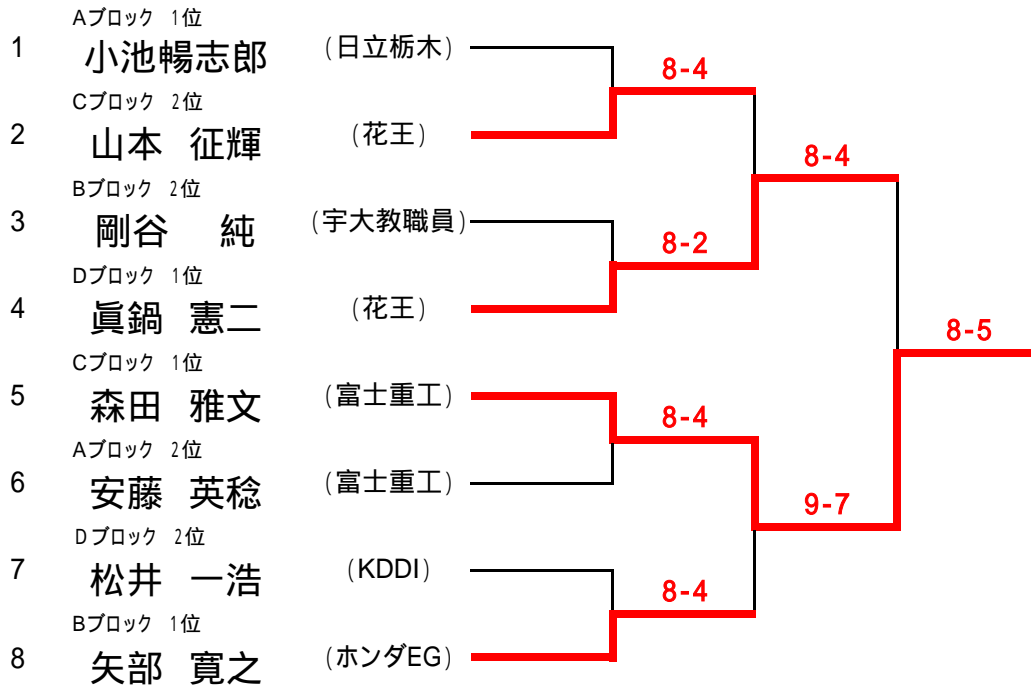 Aブロック 1位
1 小池暢志郎 (日立栃木)
8-4
Cブロック 2位
2 山本 征輝 (花王)
8-4
Bブロック 2位
3 剛谷 純 (宇大教職員)
8-2
Dブロック 1位
4 眞鍋 憲二 (花王)
8-5
Cブロック 1位
5 森田 雅文 (富士重工)
8-4
Aブロック 2位
6 安藤 英稔 (富士重工)
9-7
Dブロック 2位
7 松井 一浩 (KDDI)
8-4
Bブロック 1位
8 矢部 寛之 (ホンダEG)